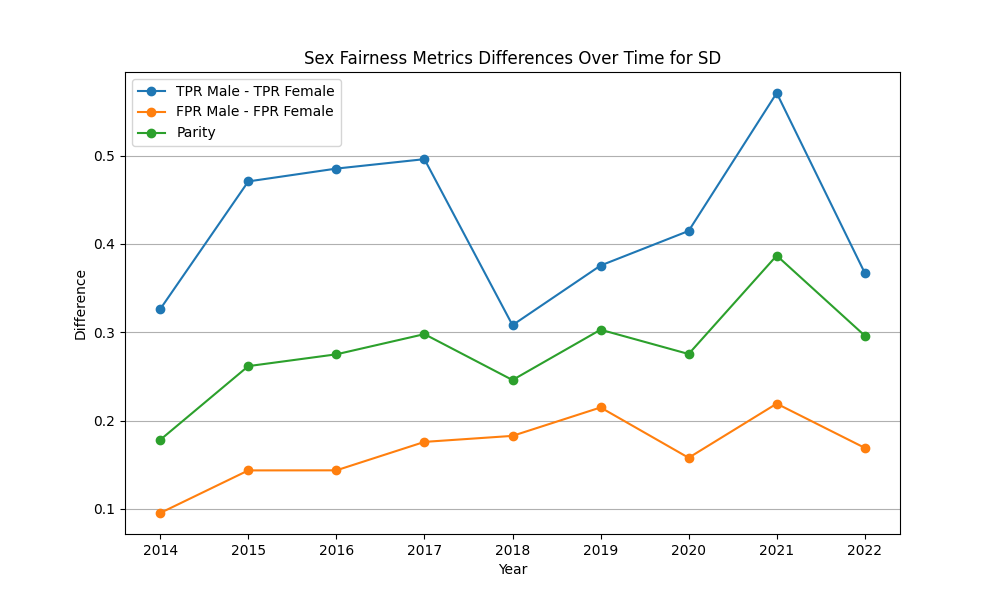 Sex Fairness Metrics Differences Over Time for SD
TPR Male - TPR Female
FPR Male - FPR Female
Parity
Difference
0.5
0.4
0.3
0.2
0.1
2014 2015 2016 2017 2018 2019 2020 2021 2022
Year